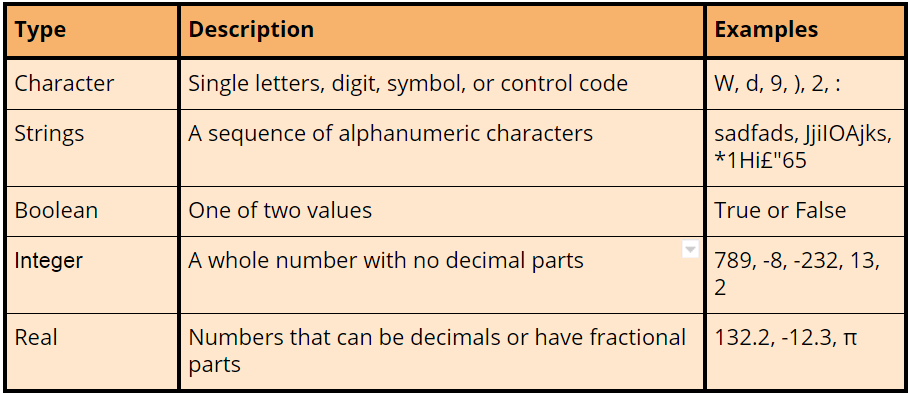 Type Description Examples
Character Single letters, digit, symbol, or control code W, d, 9, ), 2, :
Strings A sequence of alphanumeric characters sadfads, JjiIOAjks,
*1Hi£"65
Boolean One of two values True or False
Integer A whole number with no decimal parts 789, -8, -232, 13,
2
Real Numbers that can be decimals or have fractional 132.2, -12.3, π
parts